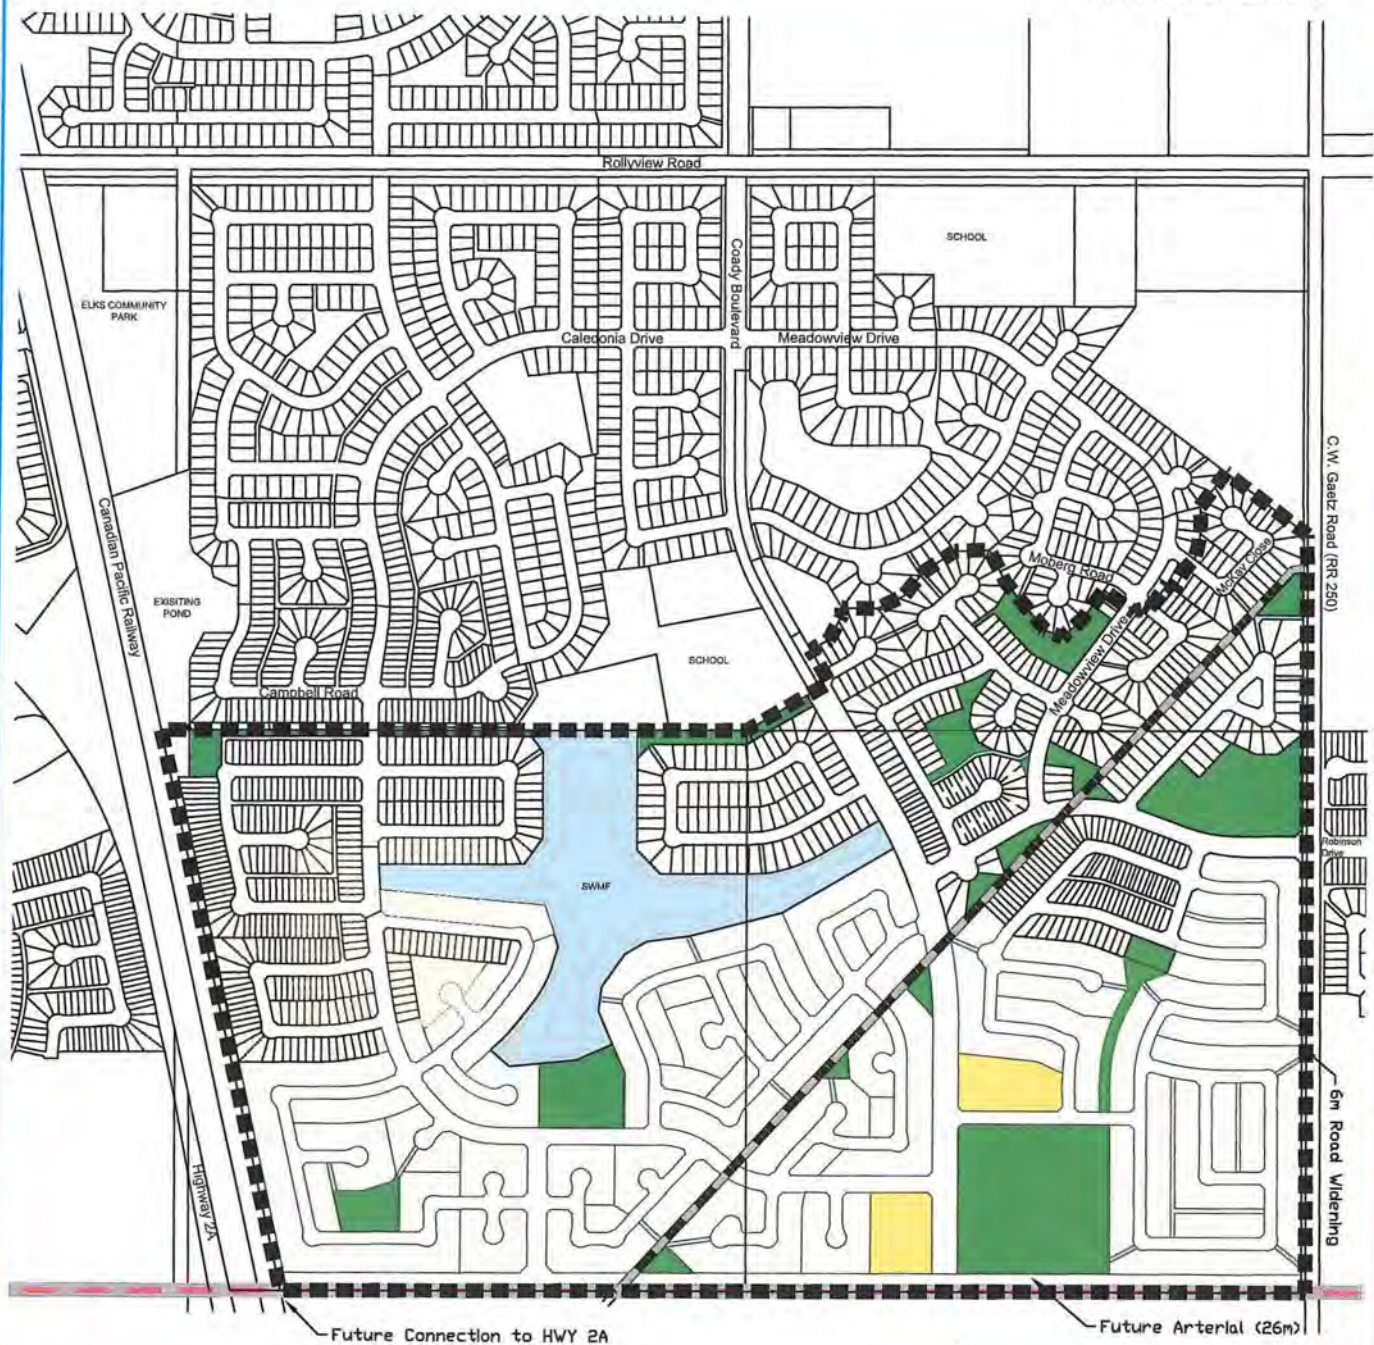 Rollyview Road
SCHOOL
Coady Boulevard
ELKS COMMUNITY
PARK
Caledonia Drive
Meadowview Drive
C.W. Gaetz Road (RR 250)
Canadian Pacific Railway
Moberg Road
McKay Close
EXISITING
POND
Meadowview Drive
SCHOOL
Campbell Road
Robinson
Drive
SWMF
6m Road Widening
Highway 2A
Future Connection to HWY 2A
Future Arterial (26m)